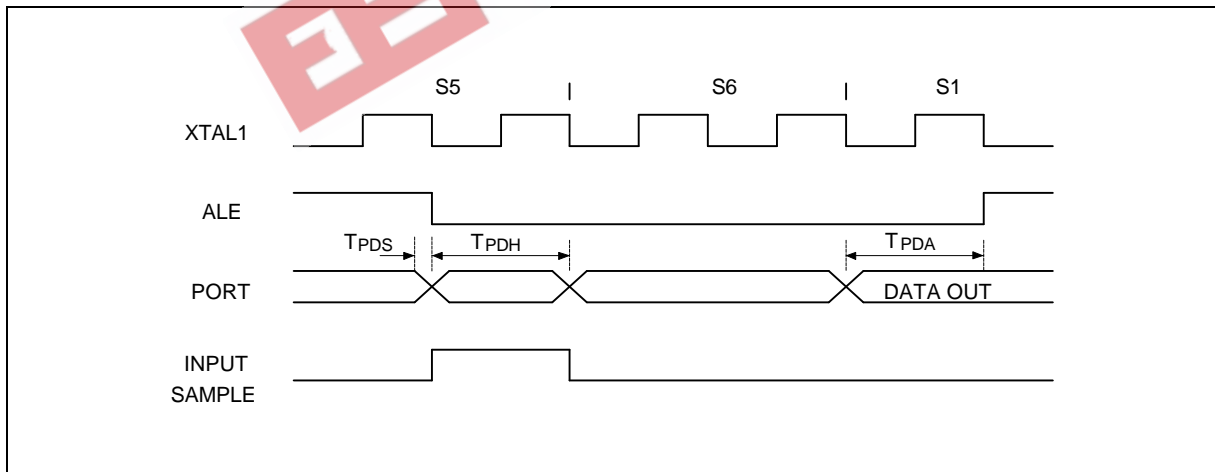 S5 | S6 | S1
XTAL1
ALE
TPDS TPDH TPDA
PORT DATA OUT
INPUT
SAMPLE